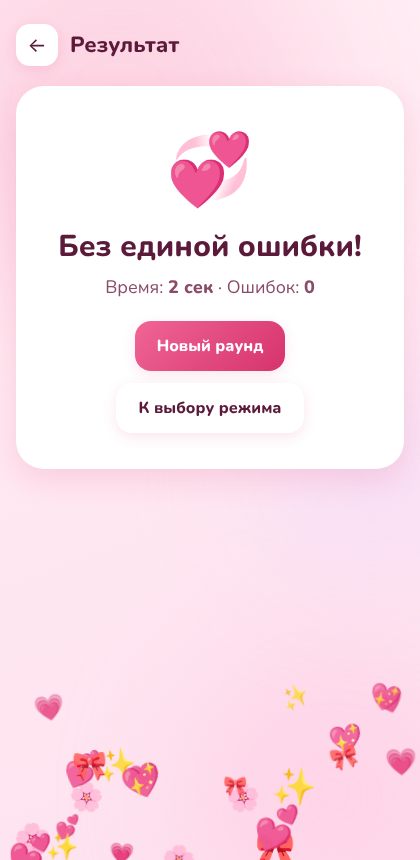 Результат
Без единой ошибки!
Время: 2 сек · Ошибок: 0
Новый раунд
К выбору режима